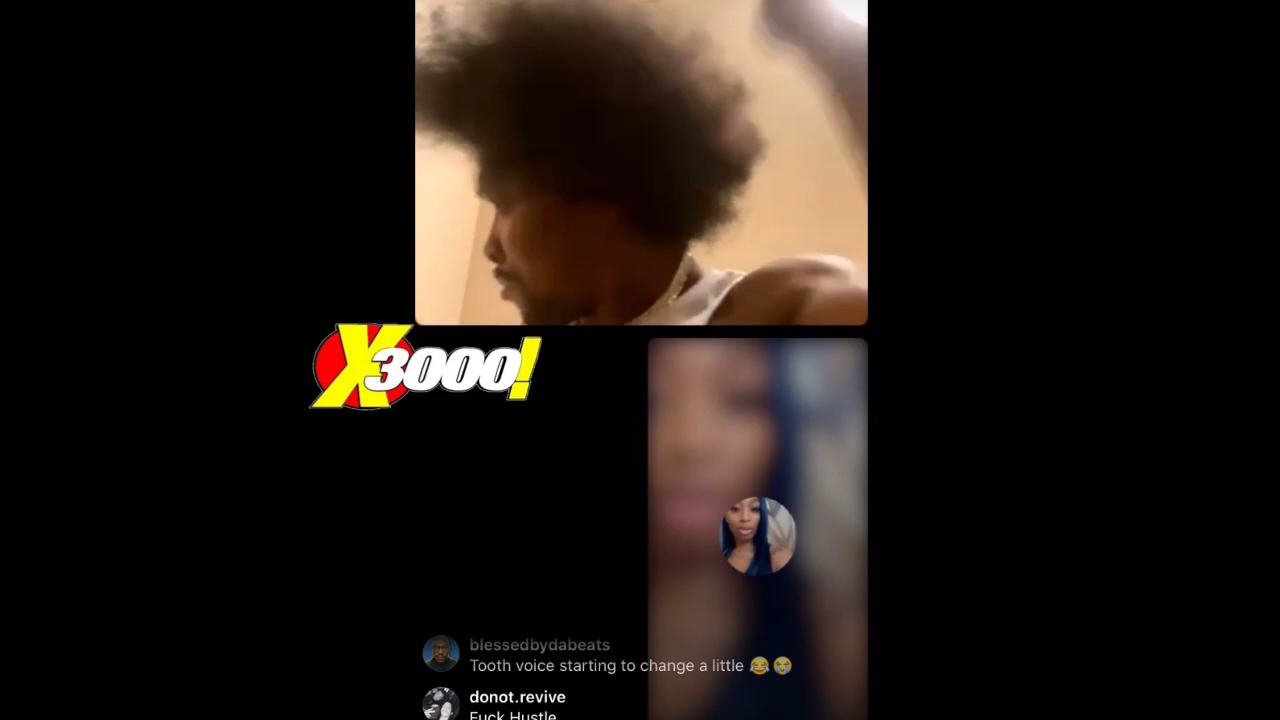 X3000!
blessedbydabeats
Tooth voice starting to change a little 😂😭
donot.revive
Fuck Hustle